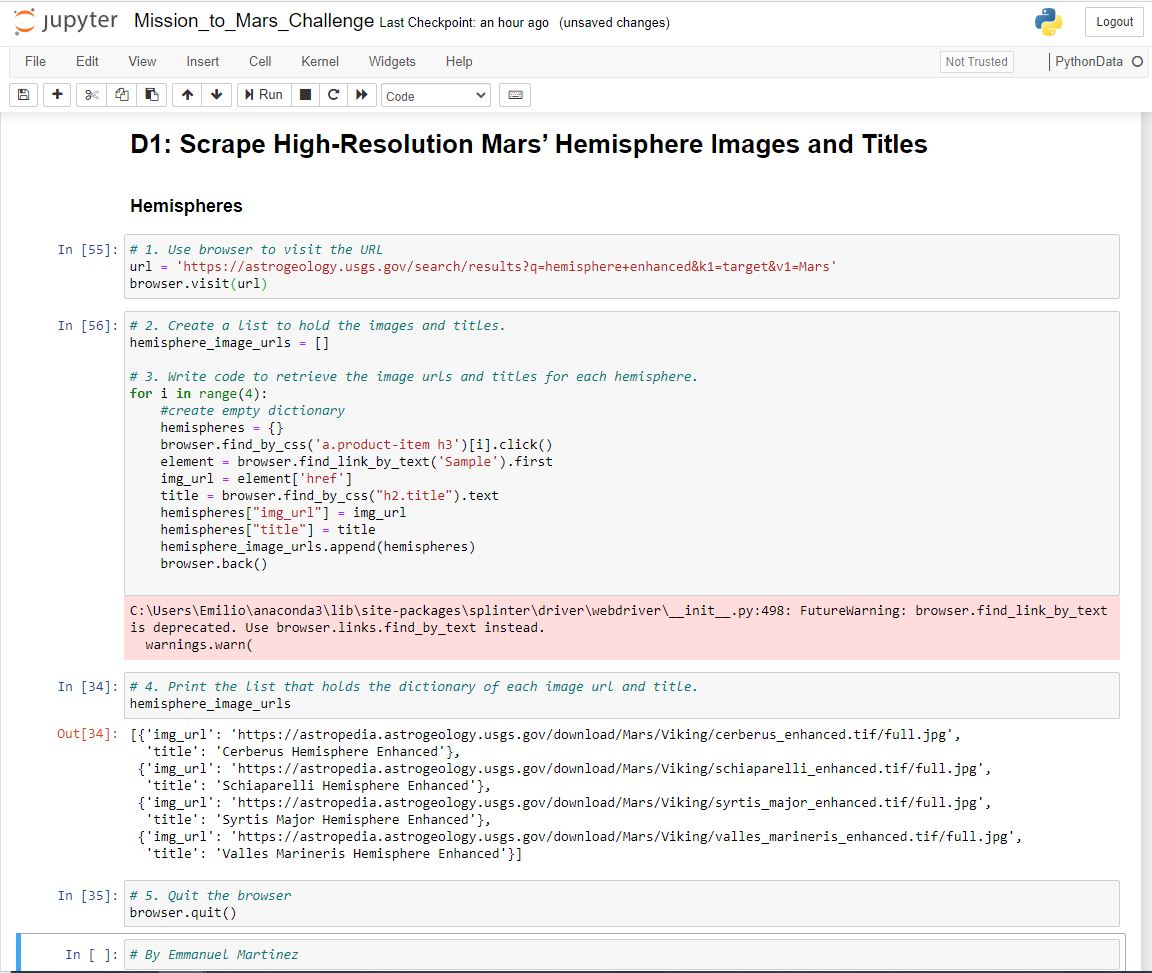 jupyter Mission_to_Mars_Challenge Last Checkpoint: an hour ago (unsaved changes) Logout
File Edit View Insert Cell Kernel Widgets Help Not Trusted PythonData
Run Code
D1: Scrape High-Resolution Mars’ Hemisphere Images and Titles
Hemispheres
In [55]: # 1. Use browser to visit the URL
url = 'https://astrogeology.usgs.gov/search/results?q=hemisphere+enhanced&k1=target&v1=Mars'
browser.visit(url)
In [56]: # 2. Create a list to hold the images and titles.
hemisphere_image_urls = []
# 3. Write code to retrieve the image urls and titles for each hemisphere.
for i in range(4):
    #create empty dictionary
    hemispheres = {}
    browser.find_by_css('a.product-item h3')[i].click()
    element = browser.find_link_by_text('Sample').first
    img_url = element['href']
    title = browser.find_by_css("h2.title").text
    hemispheres["img_url"] = img_url
    hemispheres["title"] = title
    hemisphere_image_urls.append(hemispheres)
    browser.back()
C:\Users\Emilio\anaconda3\lib\site-packages\splinter\driver\webdriver\__init__.py:498: FutureWarning: browser.find_link_by_text
is deprecated. Use browser.links.find_by_text instead.
  warnings.warn(
In [34]: # 4. Print the list that holds the dictionary of each image url and title.
hemisphere_image_urls
Out[34]: [{'img_url': 'https://astropedia.astrogeology.usgs.gov/download/Mars/Viking/cerberus_enhanced.tif/full.jpg',
  'title': 'Cerberus Hemisphere Enhanced'},
 {'img_url': 'https://astropedia.astrogeology.usgs.gov/download/Mars/Viking/schiaparelli_enhanced.tif/full.jpg',
  'title': 'Schiaparelli Hemisphere Enhanced'},
 {'img_url': 'https://astropedia.astrogeology.usgs.gov/download/Mars/Viking/syrtis_major_enhanced.tif/full.jpg',
  'title': 'Syrtis Major Hemisphere Enhanced'},
 {'img_url': 'https://astropedia.astrogeology.usgs.gov/download/Mars/Viking/valles_marineris_enhanced.tif/full.jpg',
  'title': 'Valles Marineris Hemisphere Enhanced'}]
In [35]: # 5. Quit the browser
browser.quit()
In [ ]: # By Emmanuel Martinez